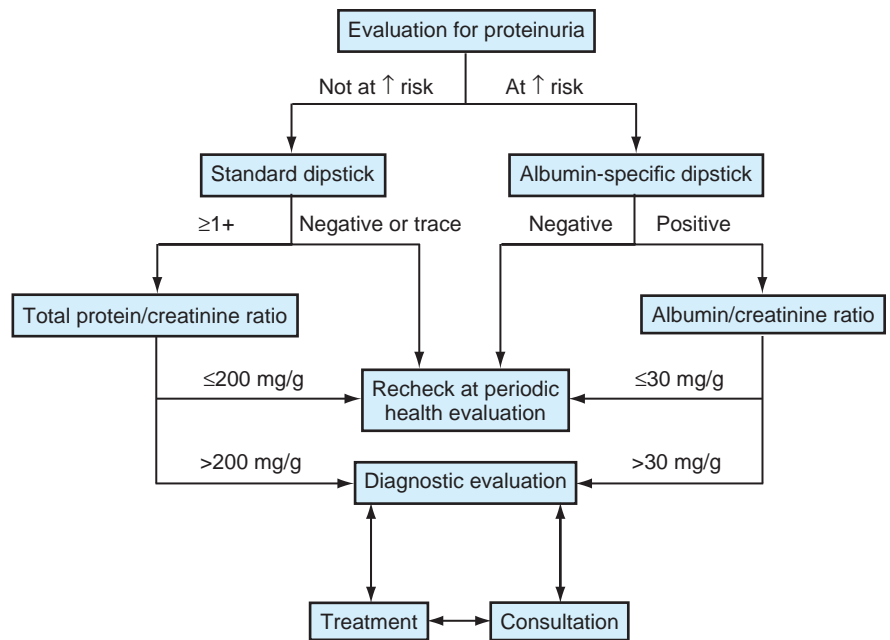 Evaluation for proteinuria
Not at ↑ risk
At ↑ risk
Standard dipstick
Albumin-specific dipstick
≥1+
Negative or trace
Negative
Positive
Total protein/creatinine ratio
Albumin/creatinine ratio
≤200 mg/g
Recheck at periodic
health evaluation
≤30 mg/g
>200 mg/g
Diagnostic evaluation
>30 mg/g
Treatment
Consultation